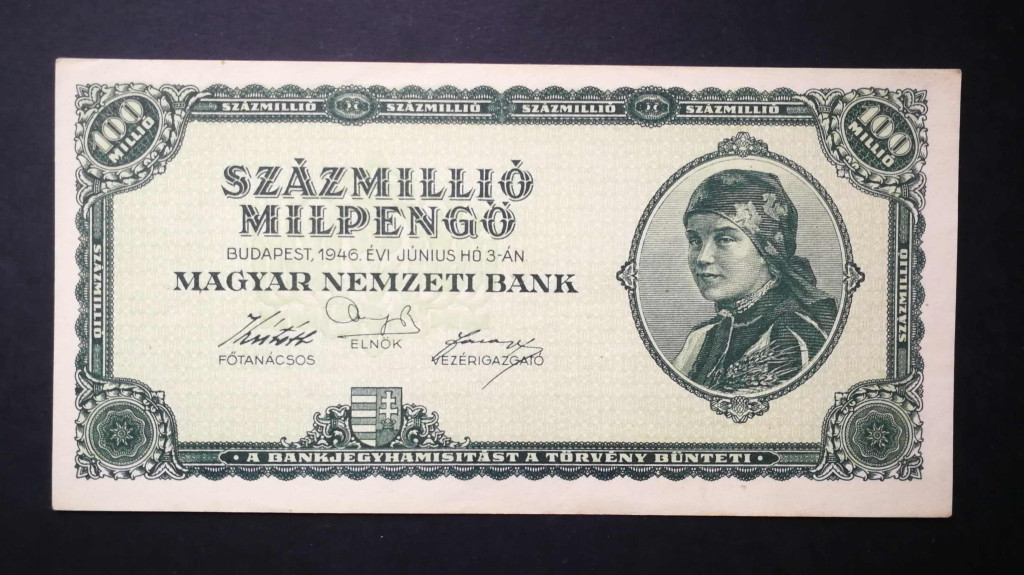 100
MILLIÓ
SZÁZMILLIÓ SZÁZMILLIÓ SZÁZMILLIÓ SZÁZMILLIÓ
100
MILLIÓ
SZÁZMILLIÓ
MILPENGŐ
BUDAPEST, 1946. ÉVI JÚNIUS HÓ 3-ÁN
MAGYAR NEMZETI BANK
FŐTANÁCSOS
ELNÖK
VEZÉRIGAZGATÓ
SZÁZMILLIÓ
SZÁZMILLIÓ
• A BANKJEGYHAMISITÁST A TÖRVÉNY BÜNTETI •